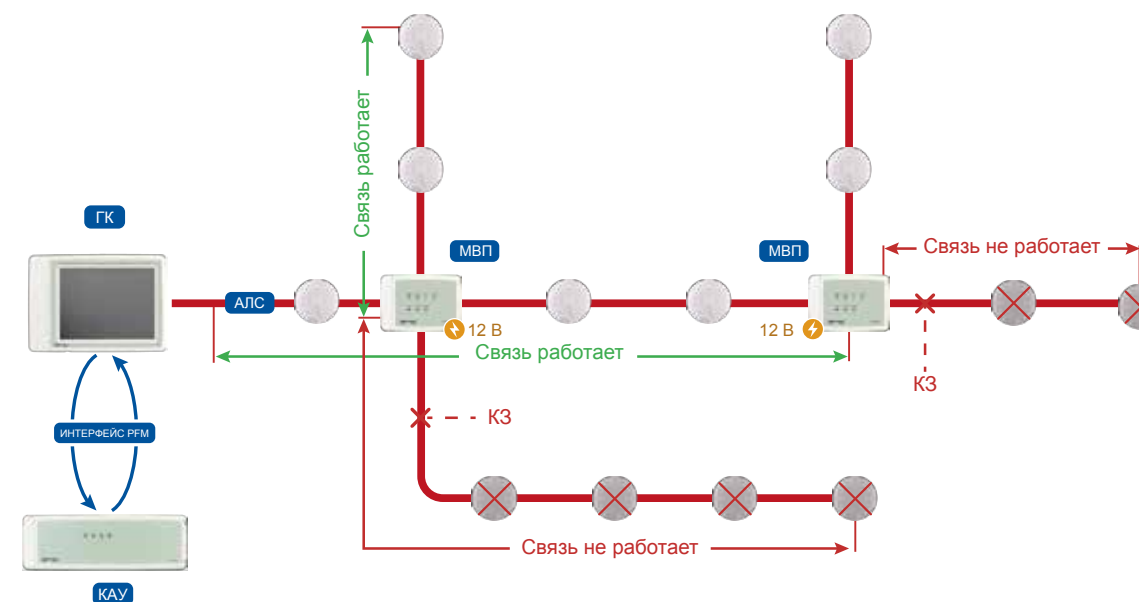 Связь работает
ГК
МВП
МВП
Связь не работает
АЛС
12 В
12 В
Связь работает
КЗ
КЗ
ИНТЕРФЕЙС PFM
Связь не работает
КАУ